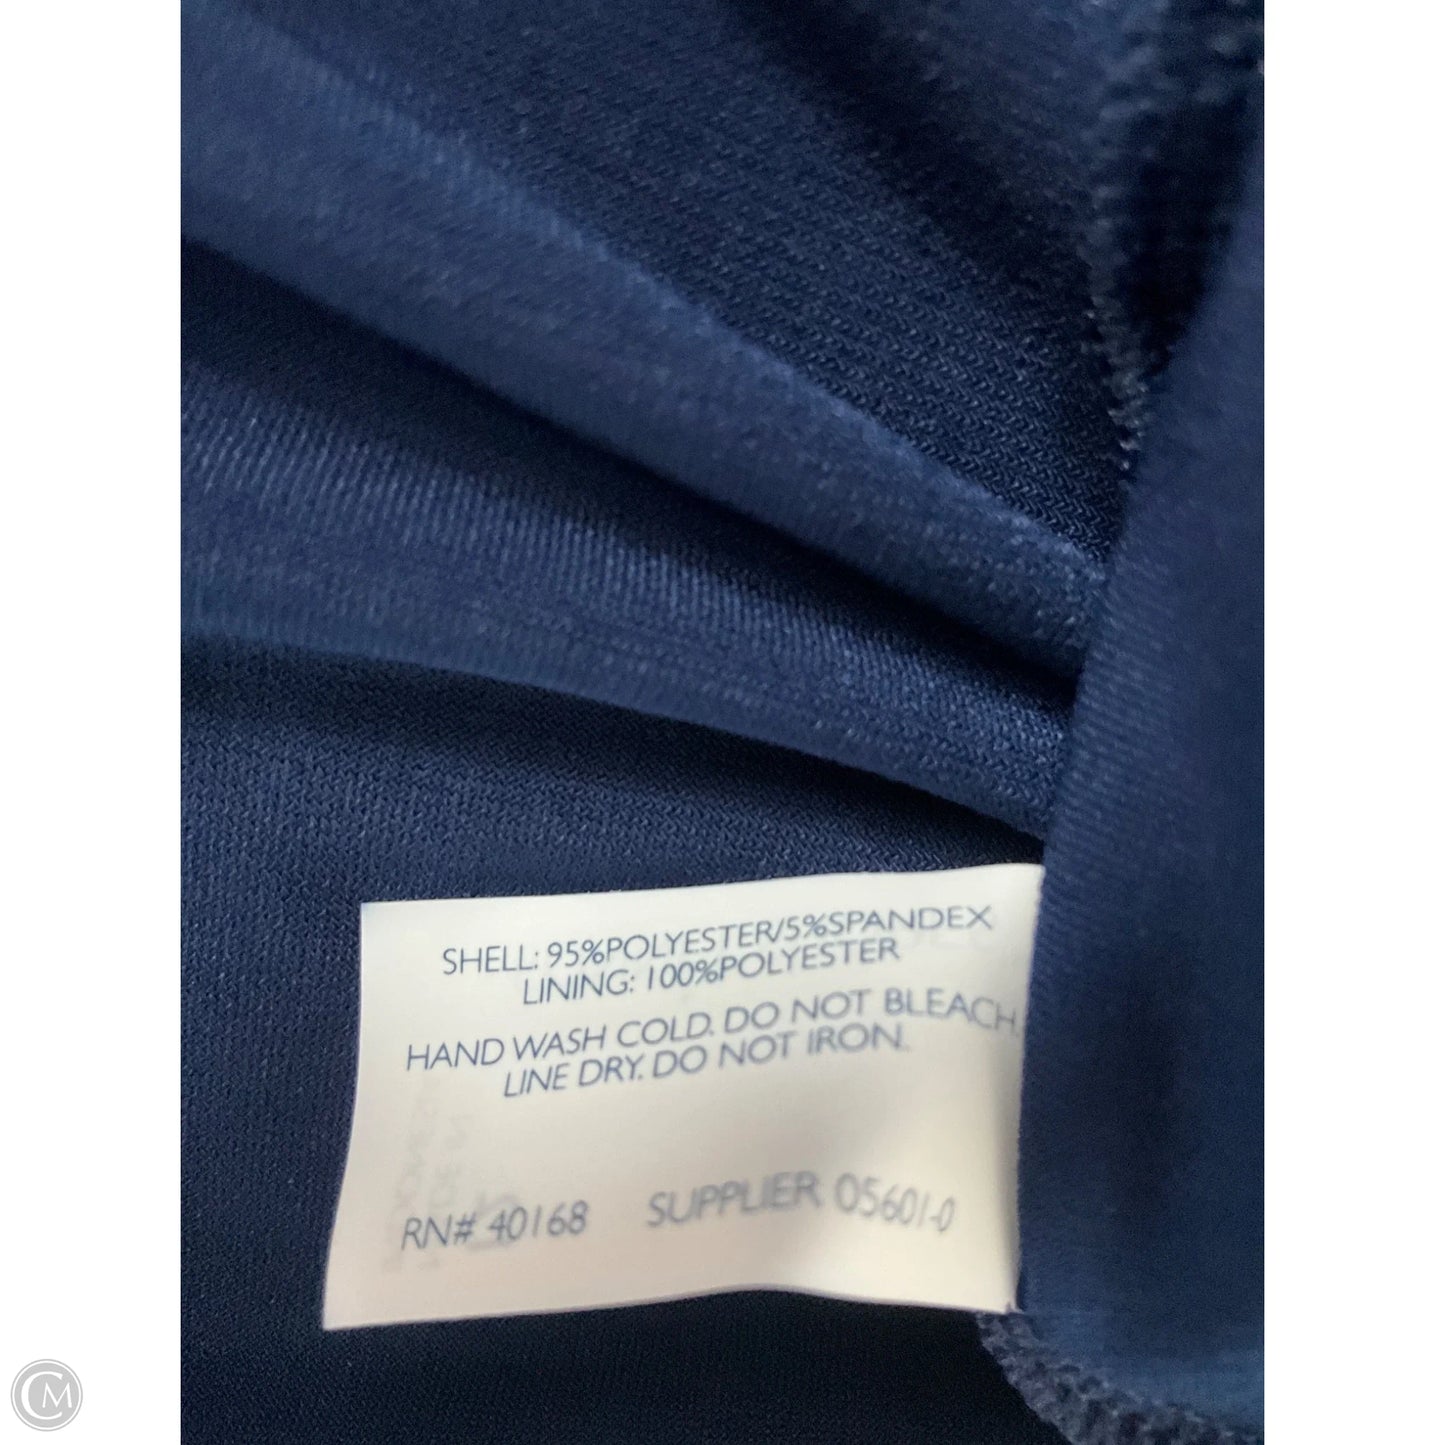 SHELL: 95%POLYESTER/5%SPANDEX
LINING: 100%POLYESTER
HAND WASH COLD. DO NOT BLEACH
LINE DRY. DO NOT IRON.
RN# 40168 SUPPLIER 05601-0
CM